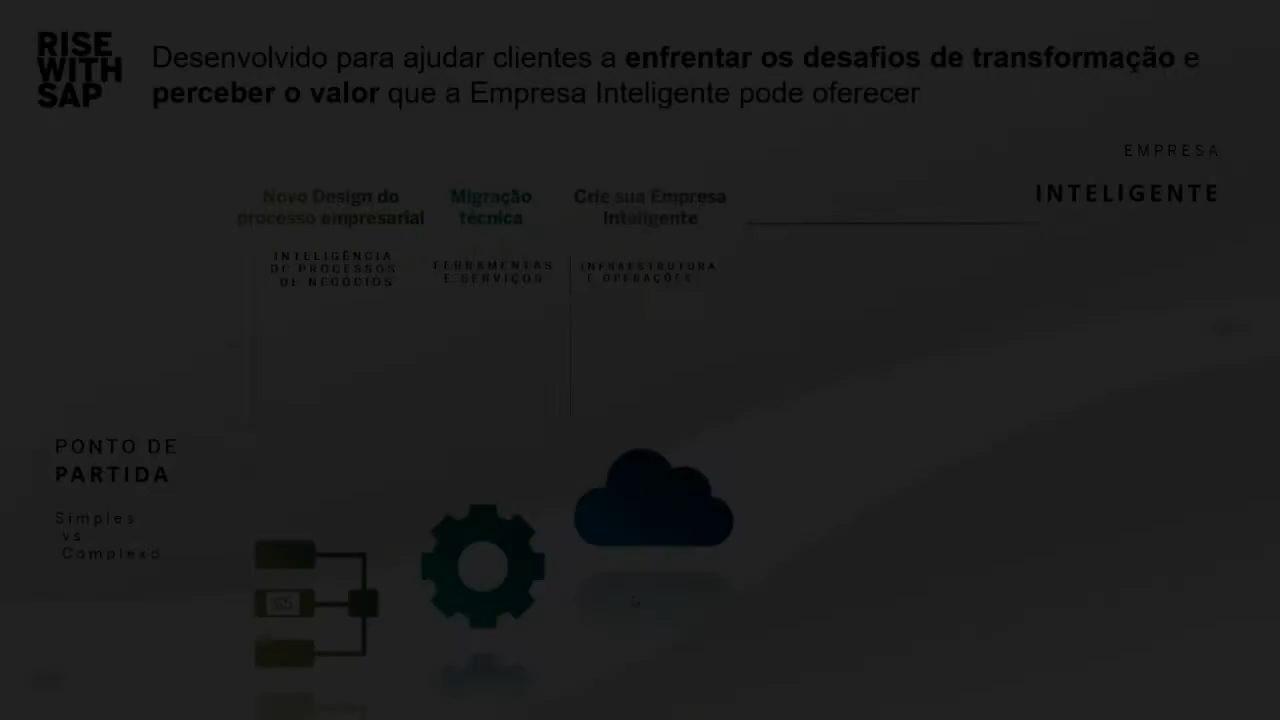 RISE
WITH
SAP
Desenvolvido para ajudar clientes a enfrentar os desafios de transformação e
perceber o valor que a Empresa Inteligente pode oferecer
EMPRESA
INTELIGENTE
Novo Design do
processo empresarial
Migração
técnica
Crie sua Empresa
Inteligente
INTELIGÊNCIA
DE PROCESSOS
DE NEGÓCIOS
FERRAMENTAS
E SERVIÇOS
INFRAESTRUTURA
E OPERAÇÕES
PONTO DE
PARTIDA
Simples
vs
Complexo